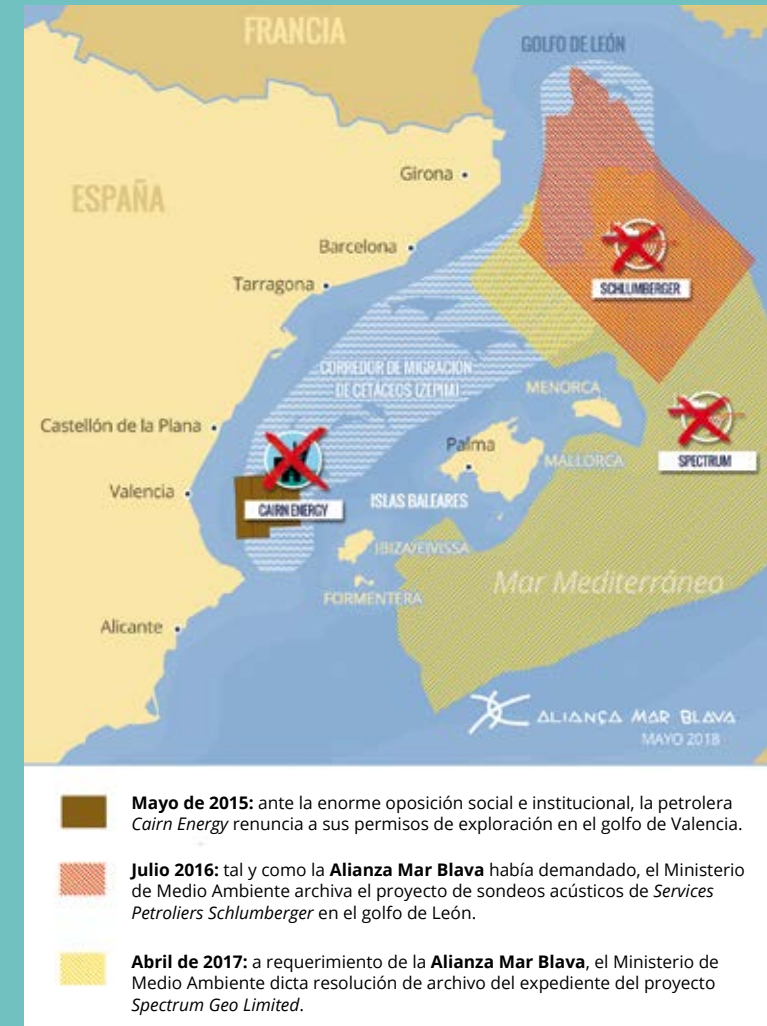 FRANCIA
GOLFO DE LEÓN
Girona
ESPAÑA
Barcelona
SCHLUMBERGER
Tarragona
CORREDOR DE MIGRACIÓN
DE CETÁCEOS (ZEPIM)
MENORCA
Castellón de la Plana
Palma
MALLORCA
SPECTRUM
Valencia
CAIRN ENERGY
ISLAS BALEARES
IBIZA/EIVISSA
Mar Mediterráneo
FORMENTERA
Alicante
ALIANÇA MAR BLAVA
MAYO 2018
Mayo de 2015: ante la enorme oposición social e institucional, la petrolera
Cairn Energy renuncia a sus permisos de exploración en el golfo de Valencia.
Julio 2016: tal y como la Alianza Mar Blava había demandado, el Ministerio
de Medio Ambiente archiva el proyecto de sondeos acústicos de Services
Petroliers Schlumberger en el golfo de León.
Abril de 2017: a requerimiento de la Alianza Mar Blava, el Ministerio de
Medio Ambiente dicta resolución de archivo del expediente del proyecto
Spectrum Geo Limited.